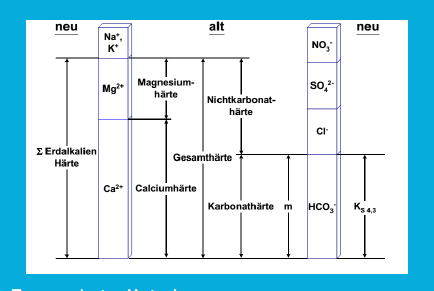 neu alt neu
Na+,
K+
NO3-
Mg2+
Magnesium-
härte
SO42-
Nichtkarbonat-
härte
Cl-
Σ Erdalkalien
Härte
Gesamthärte
Ca2+
Calciumhärte
Karbonathärte
m
HCO3-
KS 4,3